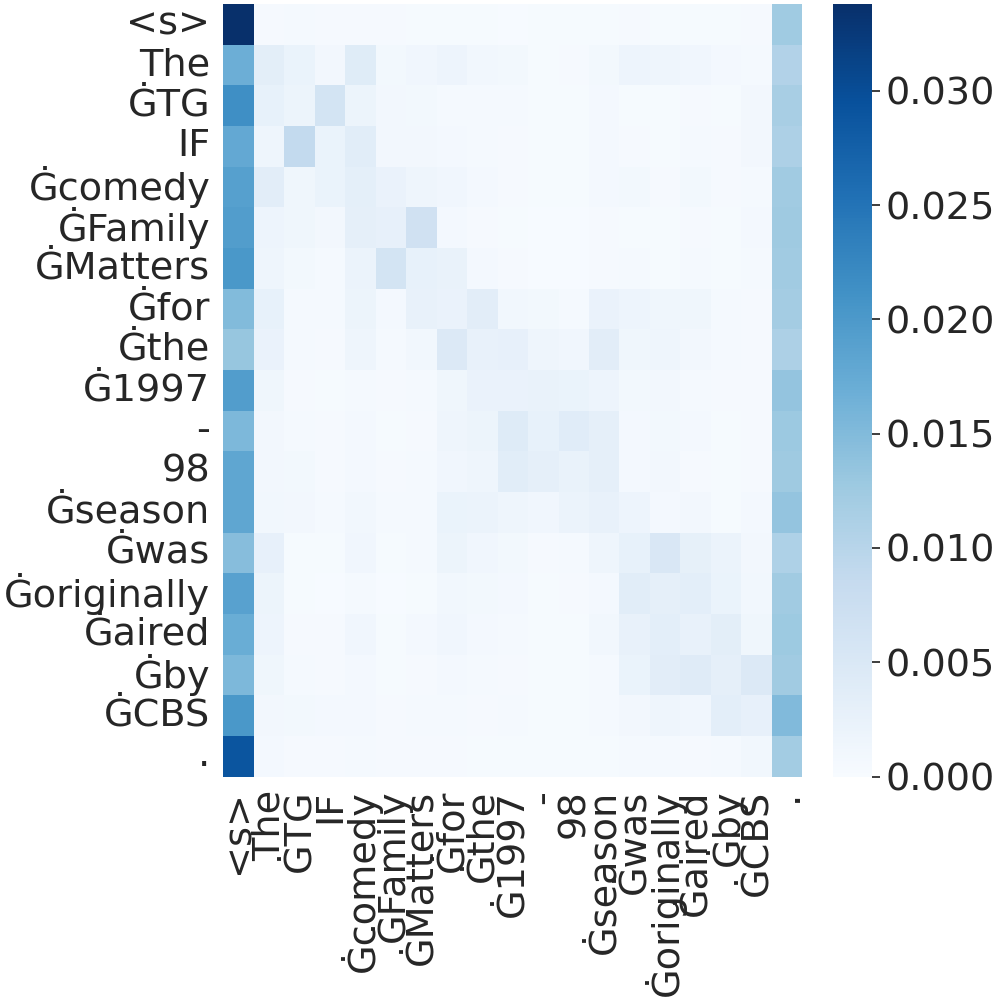 <s>
The
ĠTG
IF
Ġcomedy
ĠFamily
ĠMatters
Ġfor
Ġthe
Ġ1997
-
98
Ġseason
Ġwas
Ġoriginally
Ġaired
Ġby
ĠCBS
.
<s>
The
ĠTG
IF
Ġcomedy
ĠFamily
ĠMatters
Ġfor
Ġthe
Ġ1997
-
98
Ġseason
Ġwas
Ġoriginally
Ġaired
Ġby
ĠCBS
.
0.030
0.025
0.020
0.015
0.010
0.005
0.000